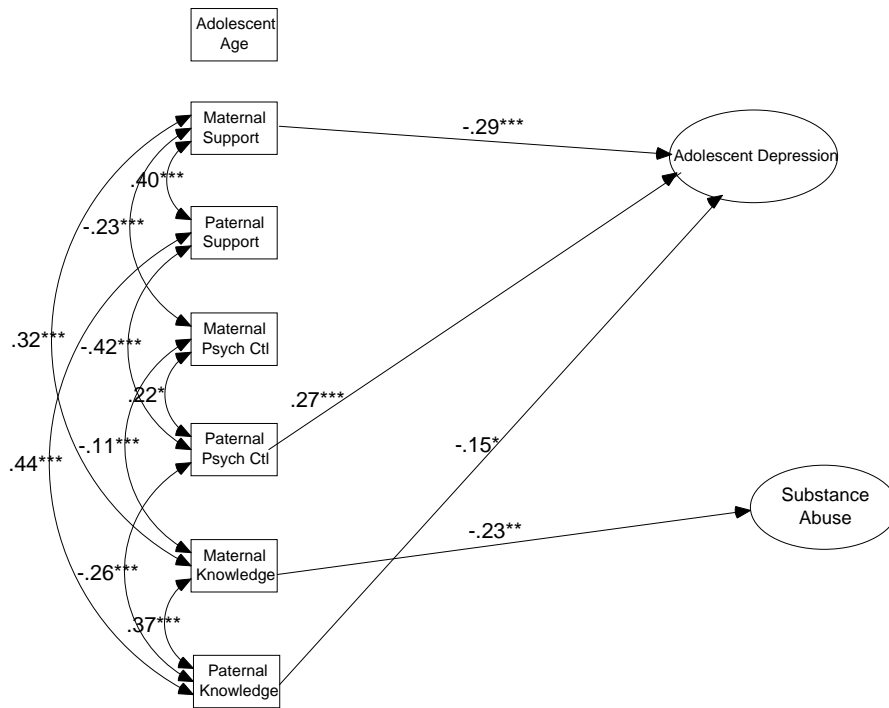 Adolescent
Age
Maternal
Support
-.29***
Adolescent Depression
.40***
Paternal
Support
-.23***
Maternal
Psych Ctl
.32***
-.42***
.22*
.27***
Paternal
Psych Ctl
-.11***
-.15*
.44***
Substance
Abuse
-.23**
Maternal
Knowledge
-.26***
.37***
Paternal
Knowledge